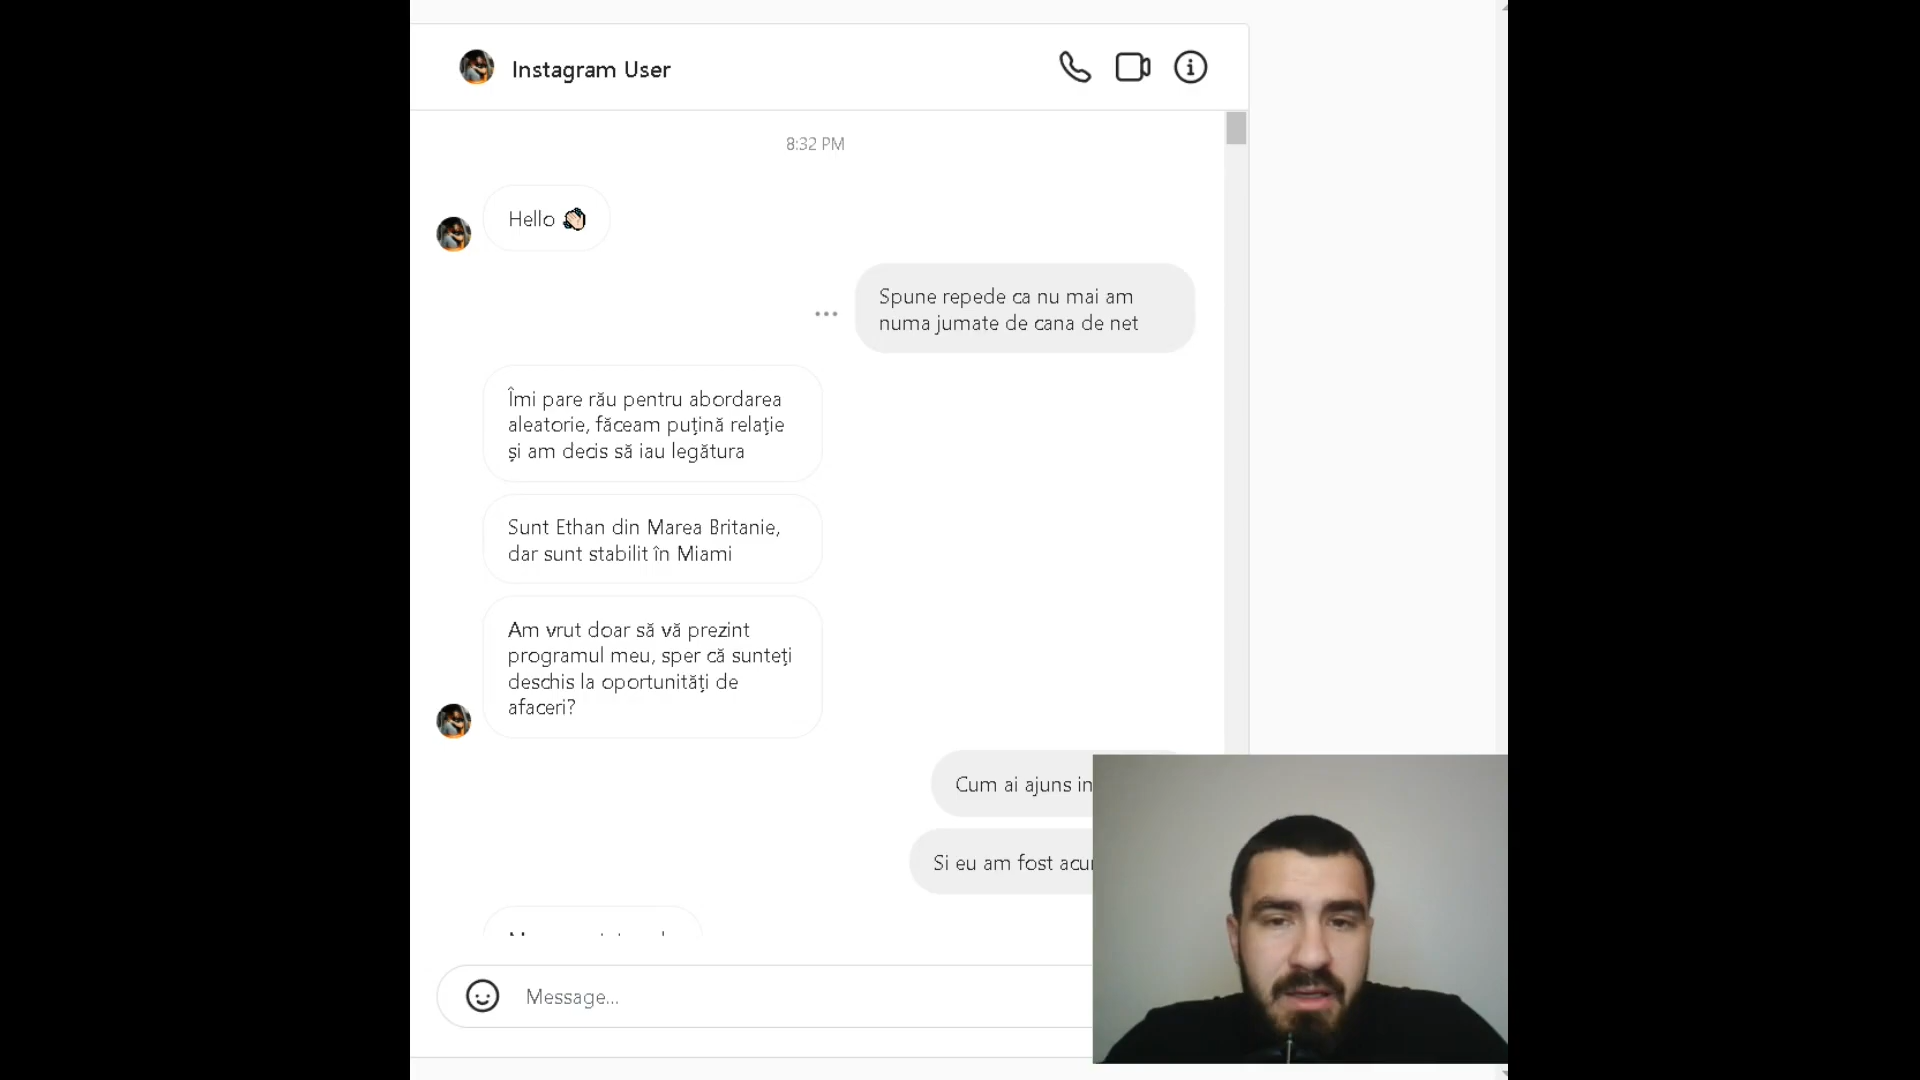 Instagram User
8:32 PM
Hello
Spune repede ca nu mai am
numa jumate de cana de net
Îmi pare rău pentru abordarea
aleatorie, făceam puțină relație
și am decis să iau legătura
Sunt Ethan din Marea Britanie,
dar sunt stabilit în Miami
Am vrut doar să vă prezint
programul meu, sper că sunteți
deschis la oportunități de
afaceri?
Cum ai ajuns in
Si eu am fost
Message...